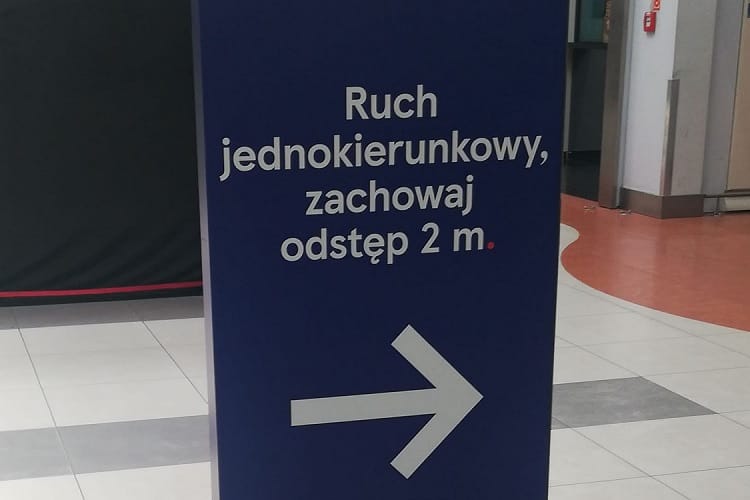 Ruch
jednokierunkowy,
zachowaj
odstęp 2 m.